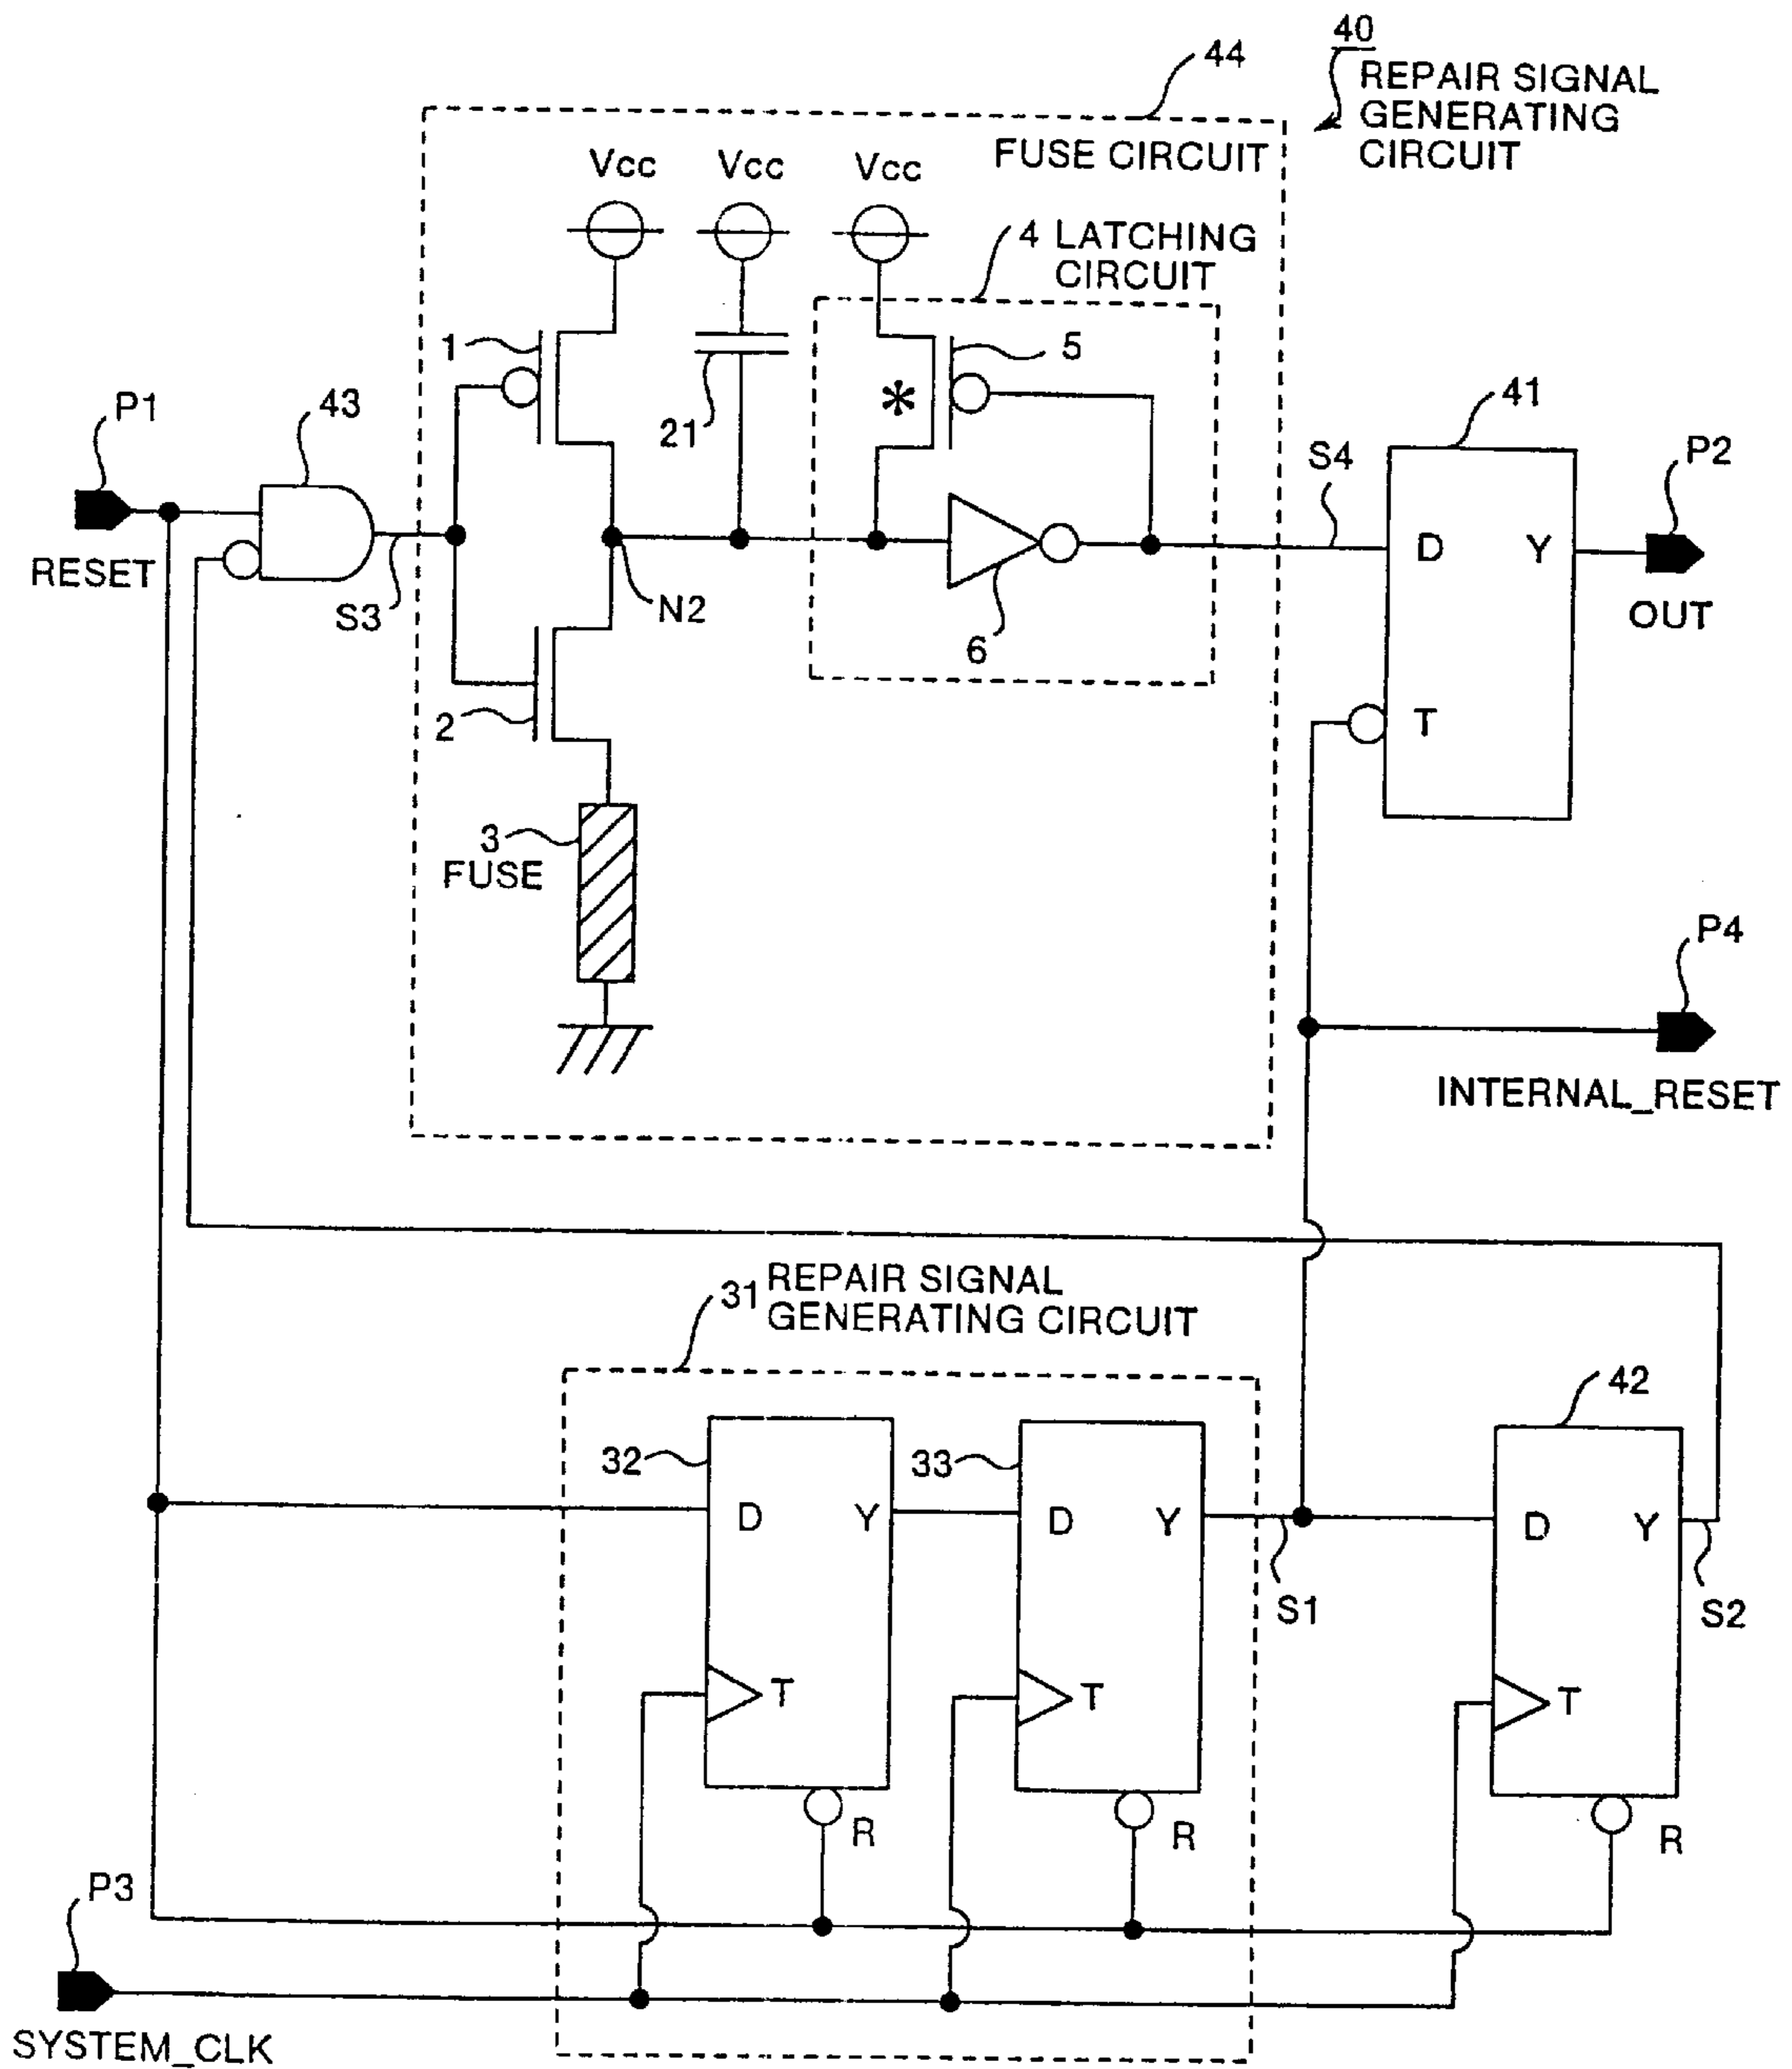 40
REPAIR SIGNAL
GENERATING
CIRCUIT
44
FUSE CIRCUIT
Vcc
Vcc
Vcc
4 LATCHING
CIRCUIT
1
5
*
21
P1
43
41
S4
P2
D
Y
RESET
S3
N2
6
OUT
2
T
3
FUSE
P4
INTERNAL_RESET
31 REPAIR SIGNAL
GENERATING CIRCUIT
42
32
33
D
Y
D
Y
D
Y
S1
S2
T
T
T
R
R
R
P3
SYSTEM_CLK